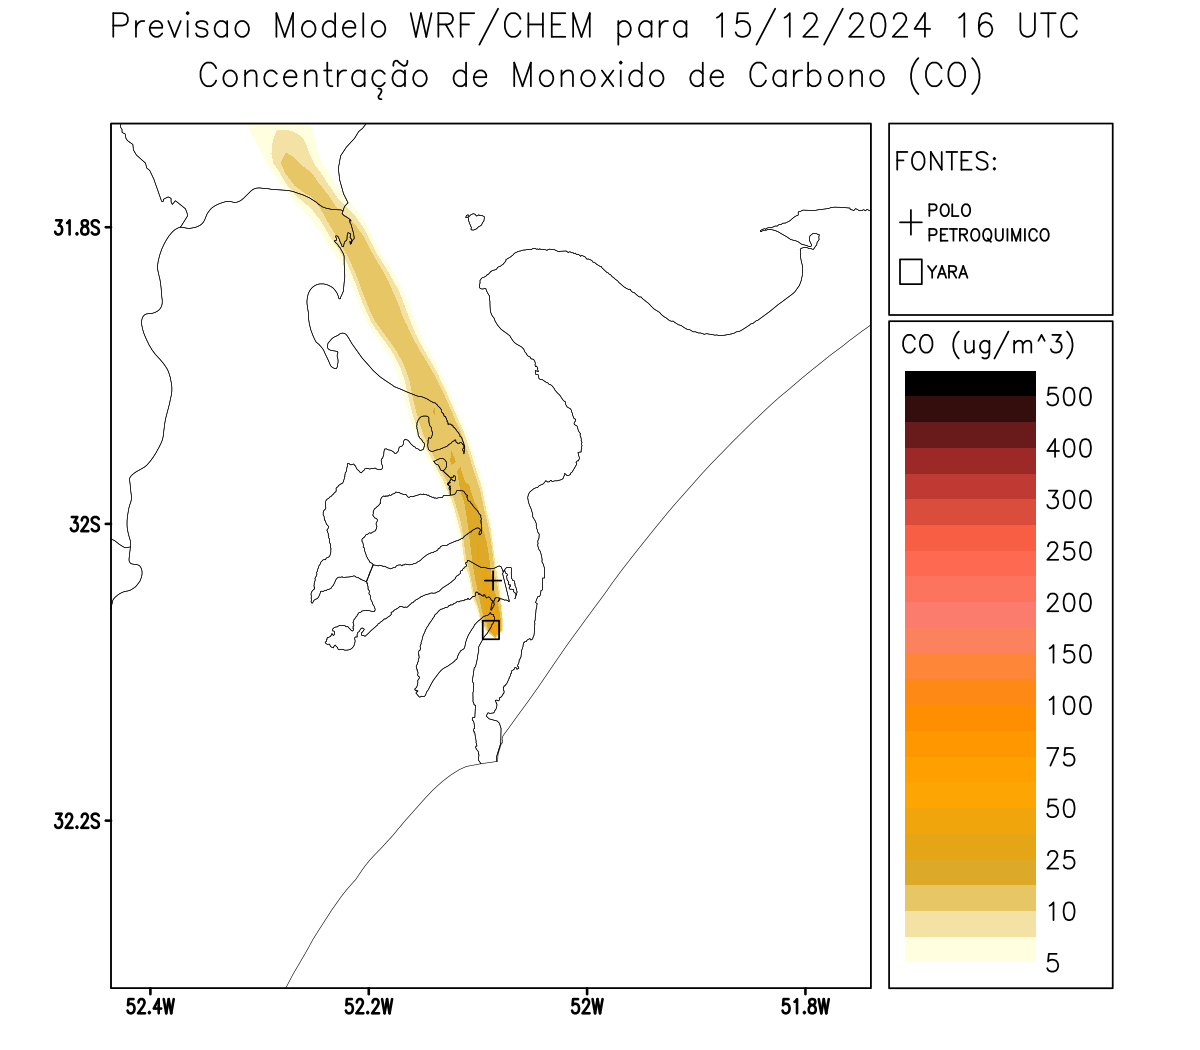 Previsao Modelo WRF/CHEM para 15/12/2024 16 UTC
Concentração de Monoxido de Carbono (CO)
FONTES:
POLO
PETROQUIMICO
YARA
31.8S
32S
32.2S
52.4W
52.2W
52W
51.8W
CO (ug/m^3)
500
400
300
250
200
150
100
75
50
25
10
5